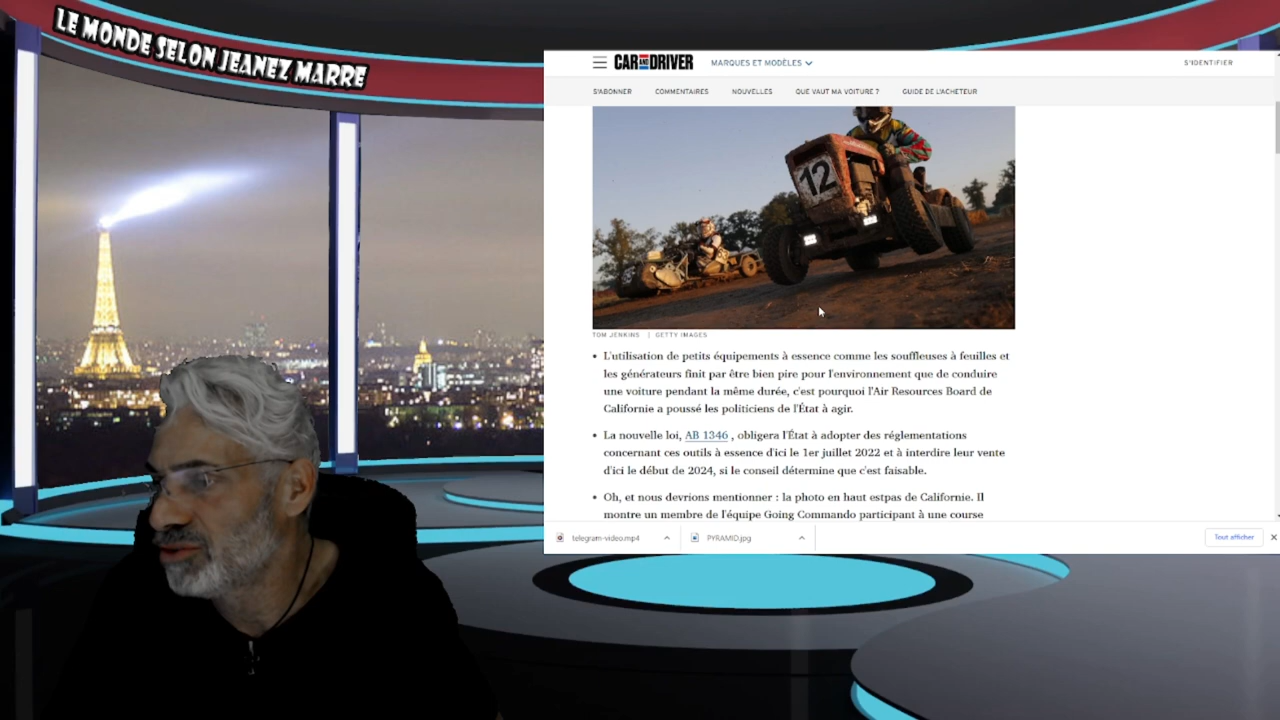 LE MONDE SELON JEANEZ MARRE
CAR AND DRIVER
MARQUES ET MODÈLES
S'IDENTIFIER
S'ABONNER
COMMENTAIRES
NOUVELLES
QUE VAUT MA VOITURE ?
GUIDE DE L'ACHETEUR
12
TOM JENKINS | GETTY IMAGES
• L'utilisation de petits équipements à essence comme les souffleuses à feuilles et
les générateurs finit par être bien pire pour l'environnement que de conduire
une voiture pendant la même durée, c'est pourquoi l'Air Resources Board de
Californie a poussé les politiciens de l'État à agir.
• La nouvelle loi, AB 1346 , obligera l'État à adopter des réglementations
concernant ces outils à essence d'ici le 1er juillet 2022 et à interdire leur vente
d'ici le début de 2024, si le conseil détermine que c'est faisable.
• Oh, et nous devrions mentionner : la photo en haut estpas de Californie. Il
montre un membre de l'équipe Going Commando participant à une course
telegram-video.mp4
PYRAMID.jpg
Tout afficher